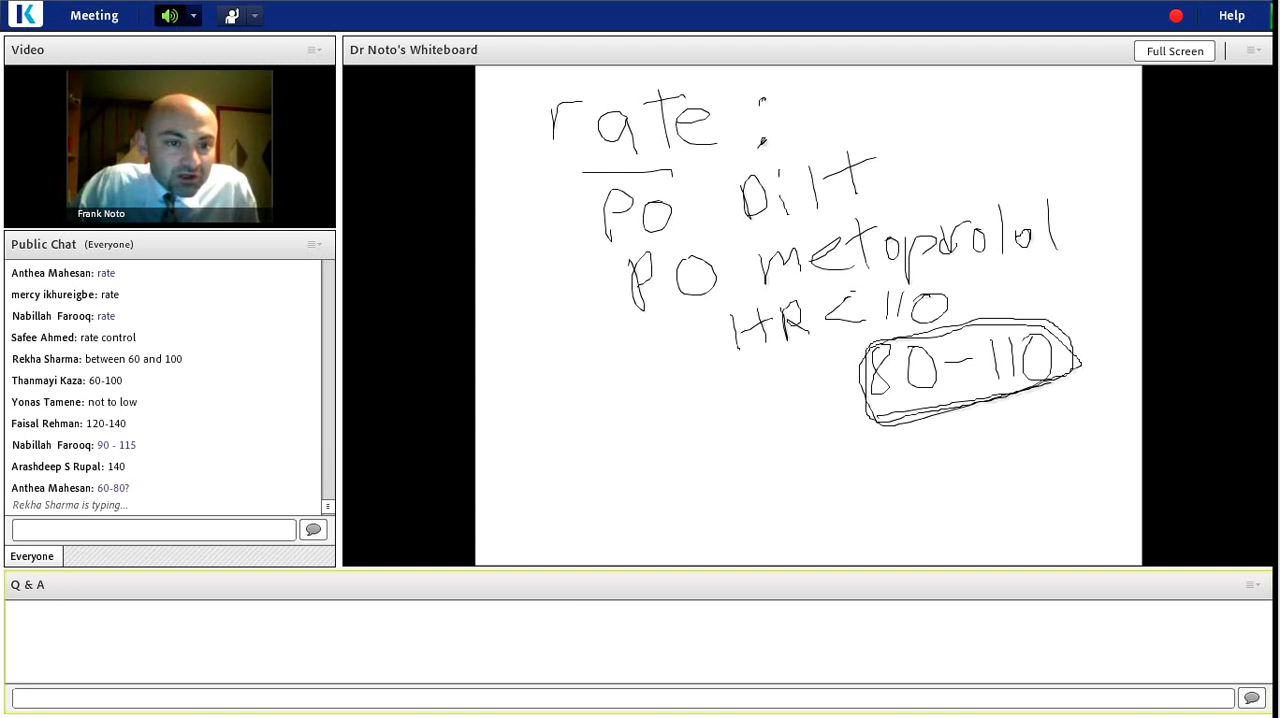 K Meeting Help
Video
Frank Noto
Public Chat (Everyone)
Anthea Mahesan: rate
mercy ikhureigbe: rate
Nabillah Farooq: rate
Safee Ahmed: rate control
Rekha Sharma: between 60 and 100
Thanmayi Kaza: 60-100
Yonas Tamene: not to low
Faisal Rehman: 120-140
Nabillah Farooq: 90 - 115
Arashdeep S Rupal: 140
Anthea Mahesan: 60-80?
Rekha Sharma is typing...
Everyone
Dr Noto's Whiteboard Full Screen
rate :
PO Dilt
PO metoprolol
HR < 110
80-110
Q & A